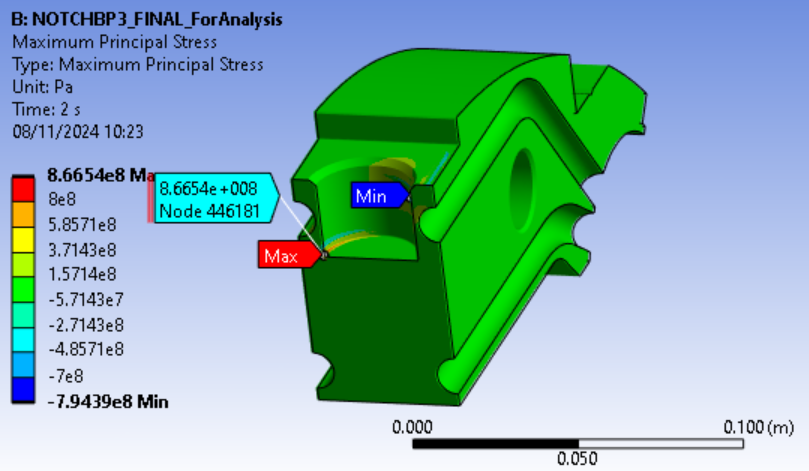 B: NOTCHBP3_FINAL_ForAnalysis
Maximum Principal Stress
Type: Maximum Principal Stress
Unit: Pa
Time: 2 s
08/11/2024 10:23
8.6654e8 Ma
8e8
5.8571e8
3.7143e8
1.5714e8
-5.7143e7
-2.7143e8
-4.8571e8
-7e8
-7.9439e8 Min
8.6654e+008
Node 446181
Min
Max
0.000
0.100 (m)
0.050